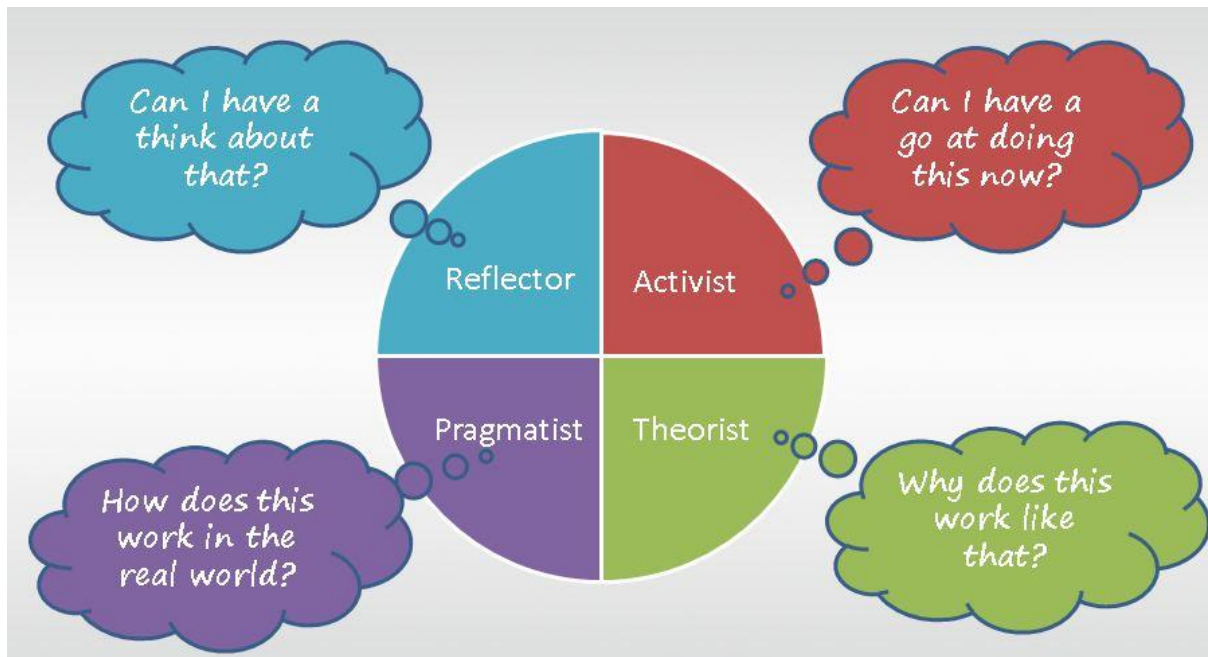 Can I have a
think about
that?
Can I have a
go at doing
this now?
Reflector
Activist
Pragmatist
Theorist
How does this
work in the
real world?
Why does this
work like
that?